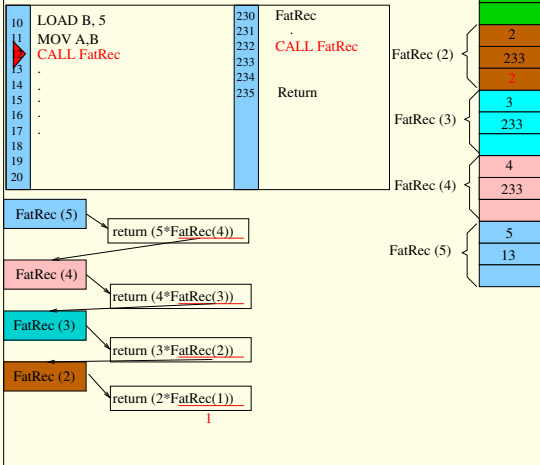 10 LOAD B, 5
11 MOV A,B
CALL FatRec
13 .
14 .
15 .
16 .
17 .
18
19
20
230 FatRec
231 .
232 CALL FatRec
233
234
235 Return
FatRec (2)
2
233
2
FatRec (3)
3
233
FatRec (4)
4
233
FatRec (5)
5
13
FatRec (5)
return (5*FatRec(4))
FatRec (4)
return (4*FatRec(3))
FatRec (3)
return (3*FatRec(2))
FatRec (2)
return (2*FatRec(1))
1